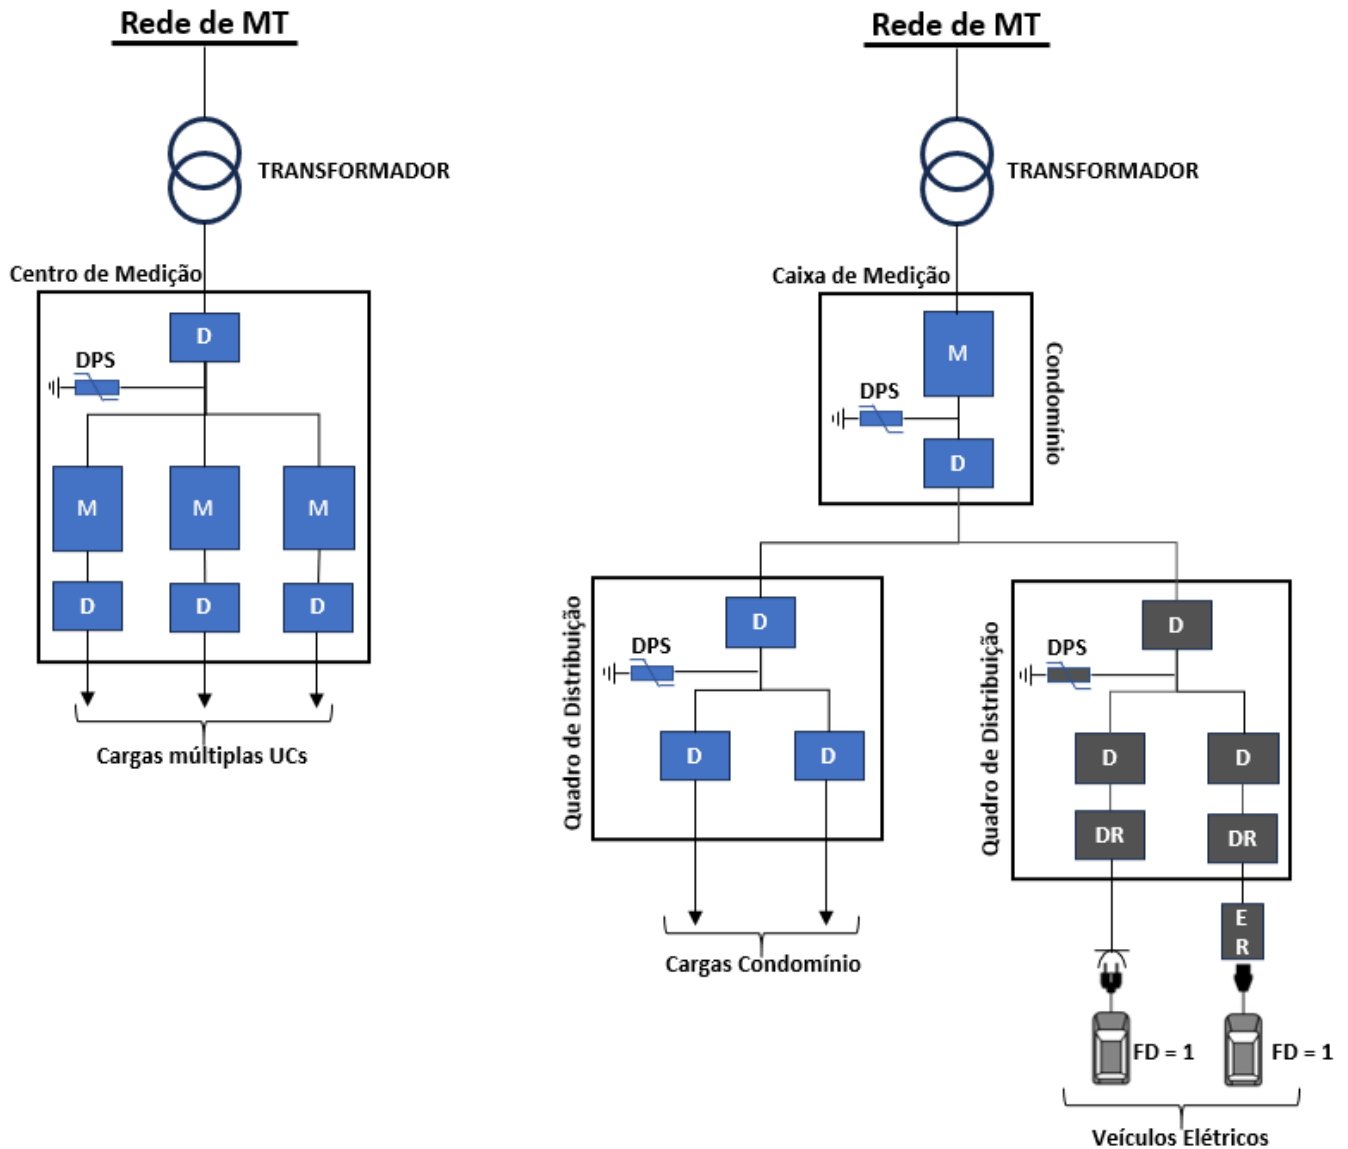 Rede de MT
TRANSFORMADOR
Centro de Medição
D
DPS
M
M
M
D
D
D
Cargas múltiplas UCs
Rede de MT
TRANSFORMADOR
Caixa de Medição
M
DPS
D
Condomínio
Quadro de Distribuição
D
DPS
D
D
Cargas Condomínio
Quadro de Distribuição
D
DPS
D
D
DR
DR
E
R
FD = 1
FD = 1
Veículos Elétricos